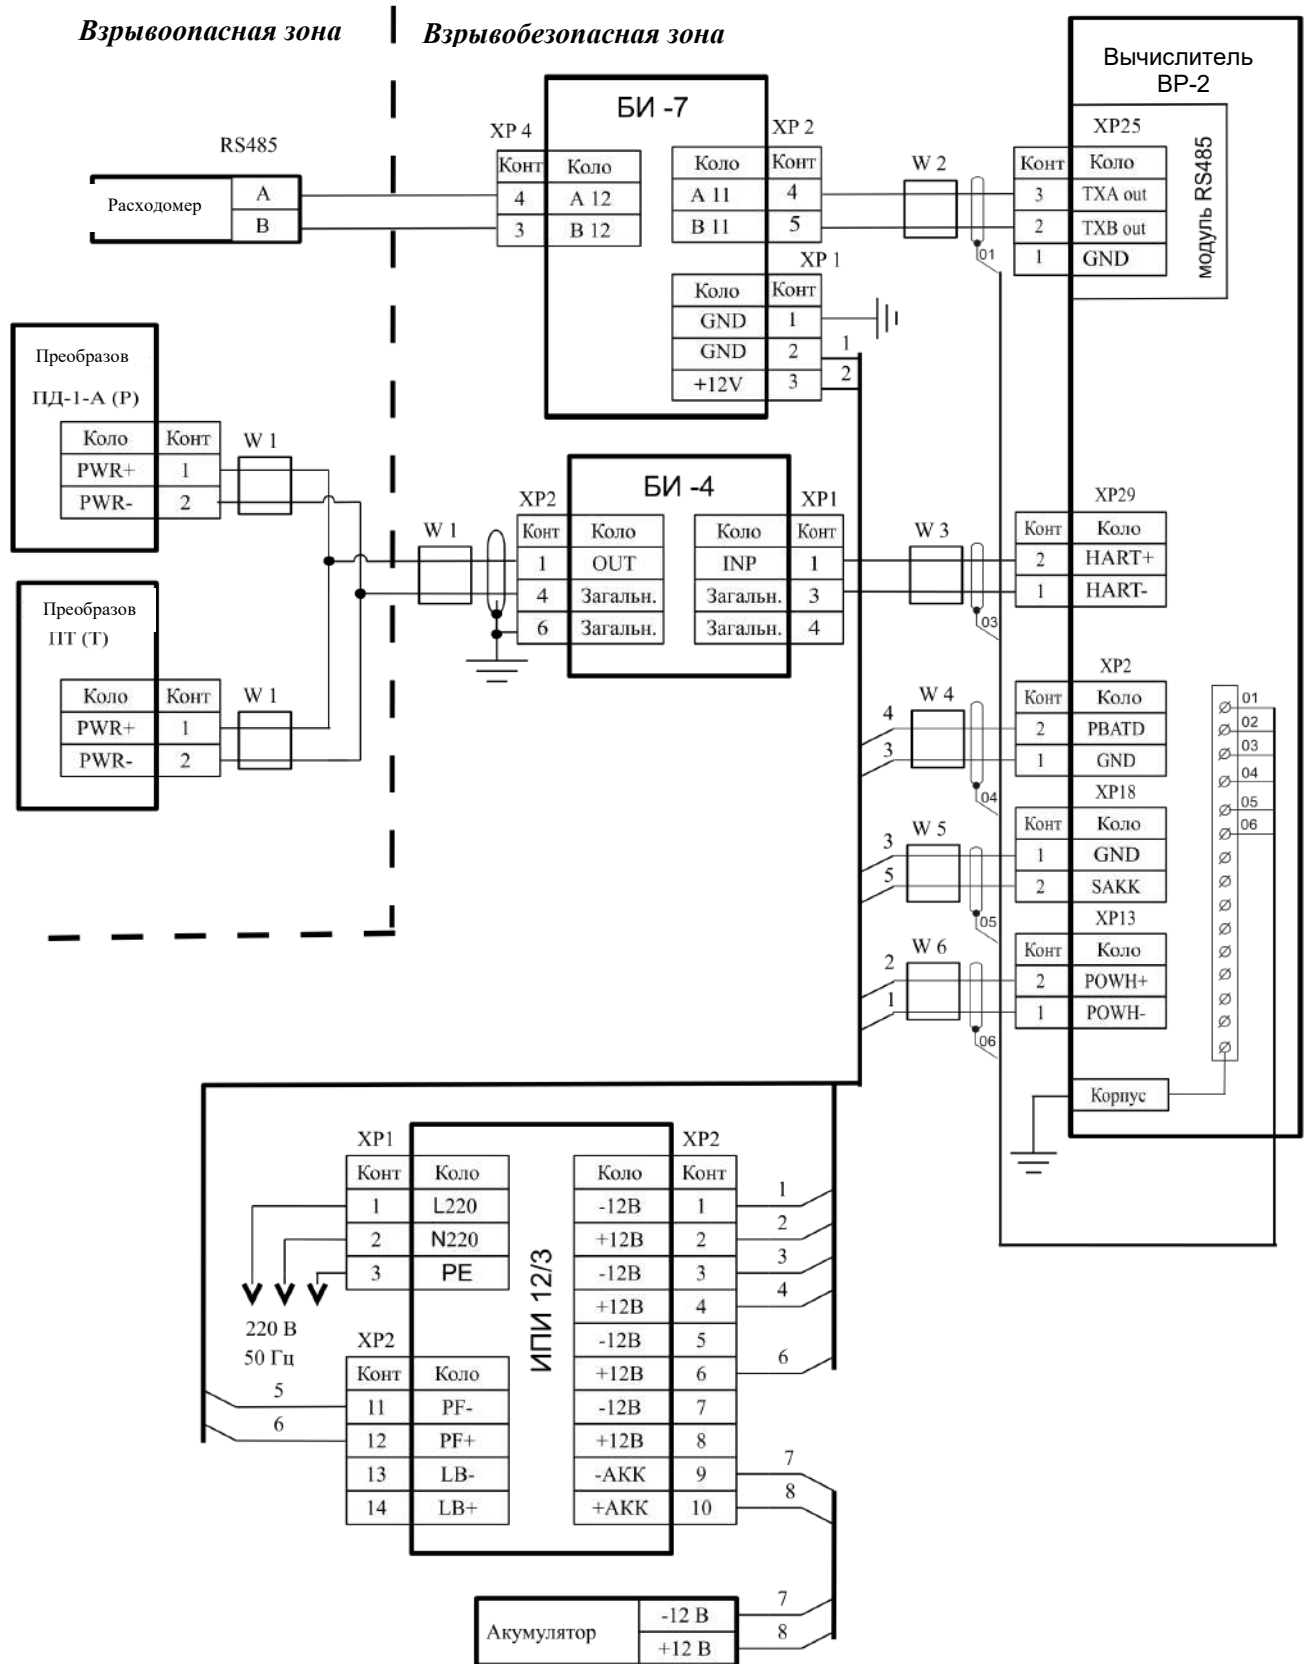 Взрывоопасная зона
Взрывобезопасная зона
Вычислитель
ВР-2
БИ -7
RS485
Расходомер
A
B
XP 4
Конт Коло
4 A 12
3 B 12
XP 2
Коло Конт
A 11 4
B 11 5
XP 1
Коло Конт
GND 1
GND 2
+12V 3
1
2
W 2
01
XP25
Конт Коло
3 TXA out
2 TXB out
1 GND
модуль RS485
Преобразов
ПД-1-А (Р)
Коло Конт
PWR+ 1
PWR- 2
W 1
Преобразов
ПТ (Т)
Коло Конт
PWR+ 1
PWR- 2
W 1
W 1
БИ -4
XP2
Конт Коло
1 OUT
4 Загальн.
6 Загальн.
XP1
Коло Конт
INP 1
Загальн. 3
Загальн. 4
W 3
03
XP29
Конт Коло
2 HART+
1 HART-
4
3
W 4
04
XP2
Конт Коло
2 PBATD
1 GND
3
5
W 5
05
XP18
Конт Коло
1 GND
2 SAKK
2
1
W 6
06
XP13
Конт Коло
2 POWH+
1 POWH-
01
02
03
04
05
06
Корпус
ИПИ 12/3
XP1
Конт Коло
1 L220
2 N220
3 PE
220 В
50 Гц
XP2
Конт Коло
11 PF-
12 PF+
13 LB-
14 LB+
5
6
XP2
Коло Конт
-12В 1
+12В 2
-12В 3
+12В 4
-12В 5
+12В 6
-12В 7
+12В 8
-АКК 9
+АКК 10
1
2
3
4
6
7
8
Акумулятор
-12 В
+12 В
7
8